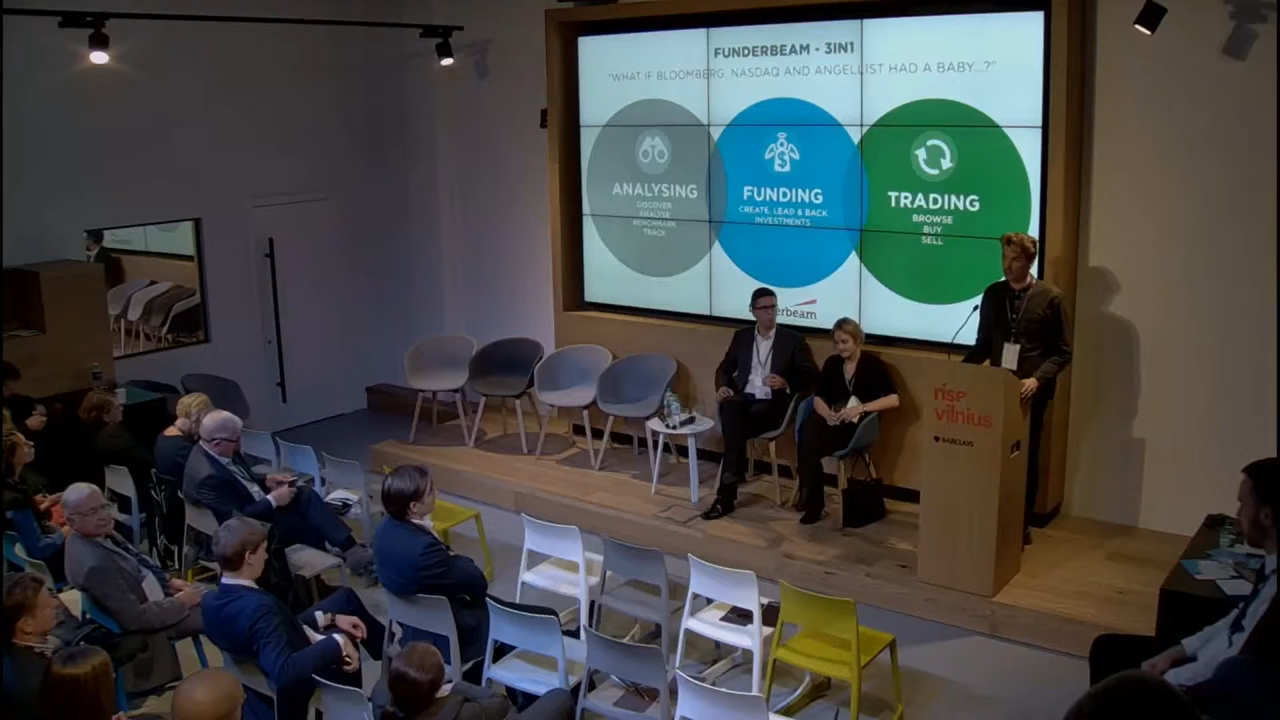 FUNDERBEAM - 3IN1
"WHAT IF BLOOMBERG, NASDAQ AND ANGELLIST HAD A BABY...?"
ANALYSING
DISCOVER
ANALYSE
BENCHMARK
TRACK
FUNDING
CREATE, LEAD & BACK
INVESTMENTS
TRADING
BROWSE
BUY
SELL
erbeam
rise
vilnius
BARCLAYS